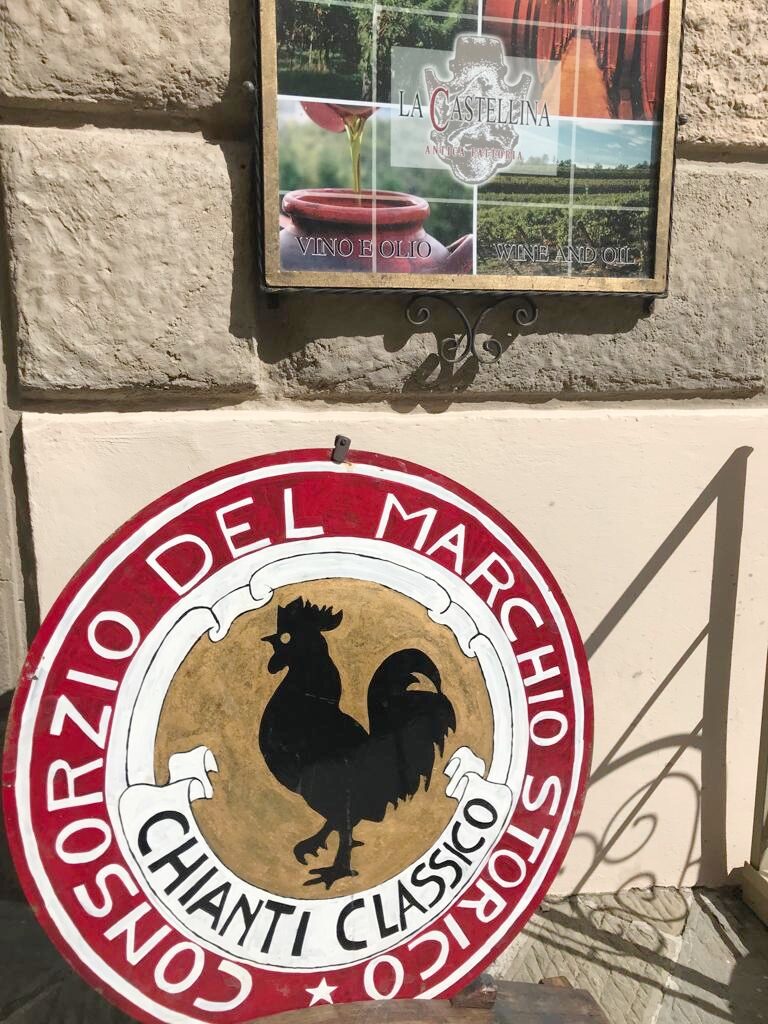 LA CASTELLINA
ANTICA FATTORIA
VINO E OLIO
WINE AND OIL
CONSORZIO DEL MARCHIO STORICO
CHIANTI CLASSICO